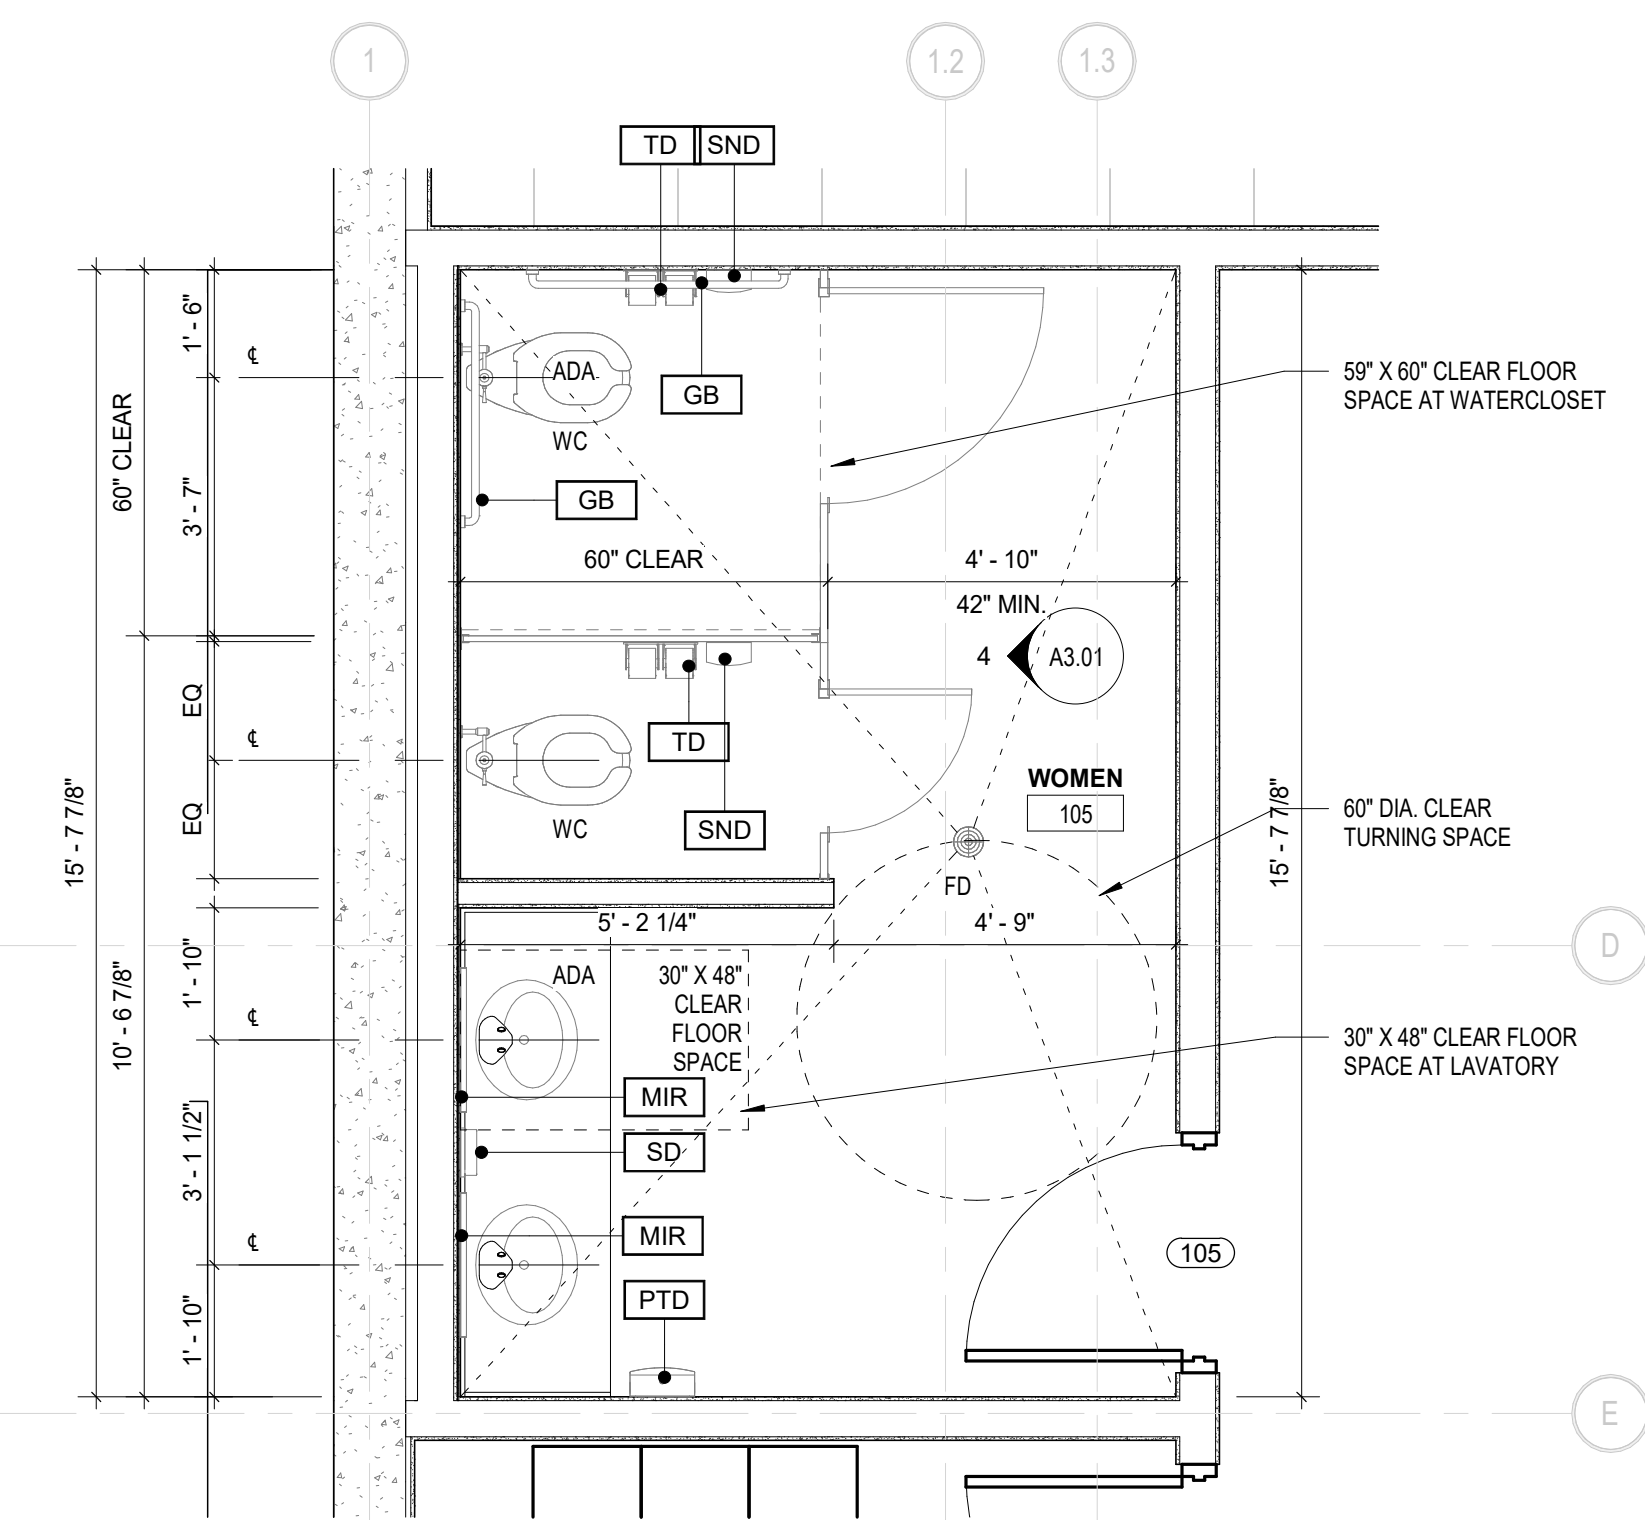 1
1.2
1.3
TD
SND
1' - 6"
℄
ADA
GB
59" X 60" CLEAR FLOOR
SPACE AT WATERCLOSET
WC
60" CLEAR
3' - 7"
GB
60" CLEAR
4' - 10"
42" MIN.
4
A3.01
EQ
℄
TD
WOMEN
105
EQ
WC
SND
15' - 7 7/8"
15' - 7 7/8"
60" DIA. CLEAR
TURNING SPACE
FD
5' - 2 1/4"
4' - 9"
D
1' - 10"
ADA
30" X 48"
CLEAR
FLOOR
SPACE
℄
10' - 6 7/8"
30" X 48" CLEAR FLOOR
SPACE AT LAVATORY
MIR
3' - 1 1/2"
SD
℄
MIR
105
PTD
1' - 10"
E